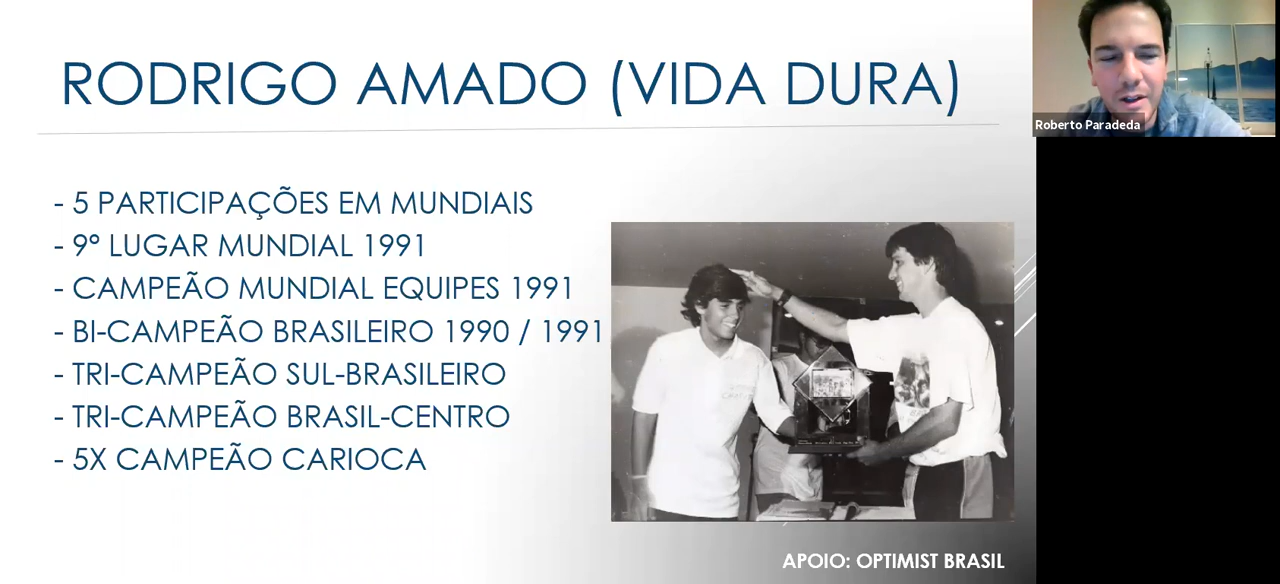 RODRIGO AMADO (VIDA DURA)
Roberto Paradeda
- 5 PARTICIPAÇÕES EM MUNDIAIS
- 9º LUGAR MUNDIAL 1991
- CAMPEÃO MUNDIAL EQUIPES 1991
- BI-CAMPEÃO BRASILEIRO 1990 / 1991
- TRI-CAMPEÃO SUL-BRASILEIRO
- TRI-CAMPEÃO BRASIL-CENTRO
- 5X CAMPEÃO CARIOCA
APOIO: OPTIMIST BRASIL